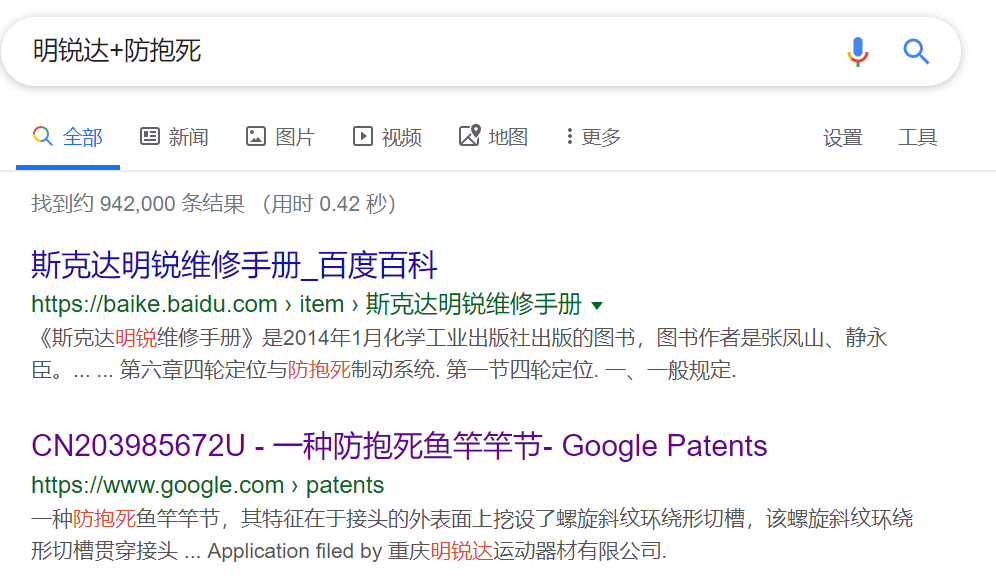 明锐达+防抱死
全部 新闻 图片 视频 地图 更多 设置 工具
找到约 942,000 条结果 （用时 0.42 秒）
斯克达明锐维修手册_百度百科
https://baike.baidu.com › item › 斯克达明锐维修手册
《斯克达明锐维修手册》是2014年1月化学工业出版社出版的图书，图书作者是张凤山、静永
臣。... ... 第六章四轮定位与防抱死制动系统. 第一节四轮定位. 一、一般规定.
CN203985672U - 一种防抱死鱼竿竿节- Google Patents
https://www.google.com › patents
一种防抱死鱼竿竿节，其特征在于接头的外表面上挖设了螺旋斜纹环绕形切槽，该螺旋斜纹环绕
形切槽贯穿接头 ... Application filed by 重庆明锐达运动器材有限公司.